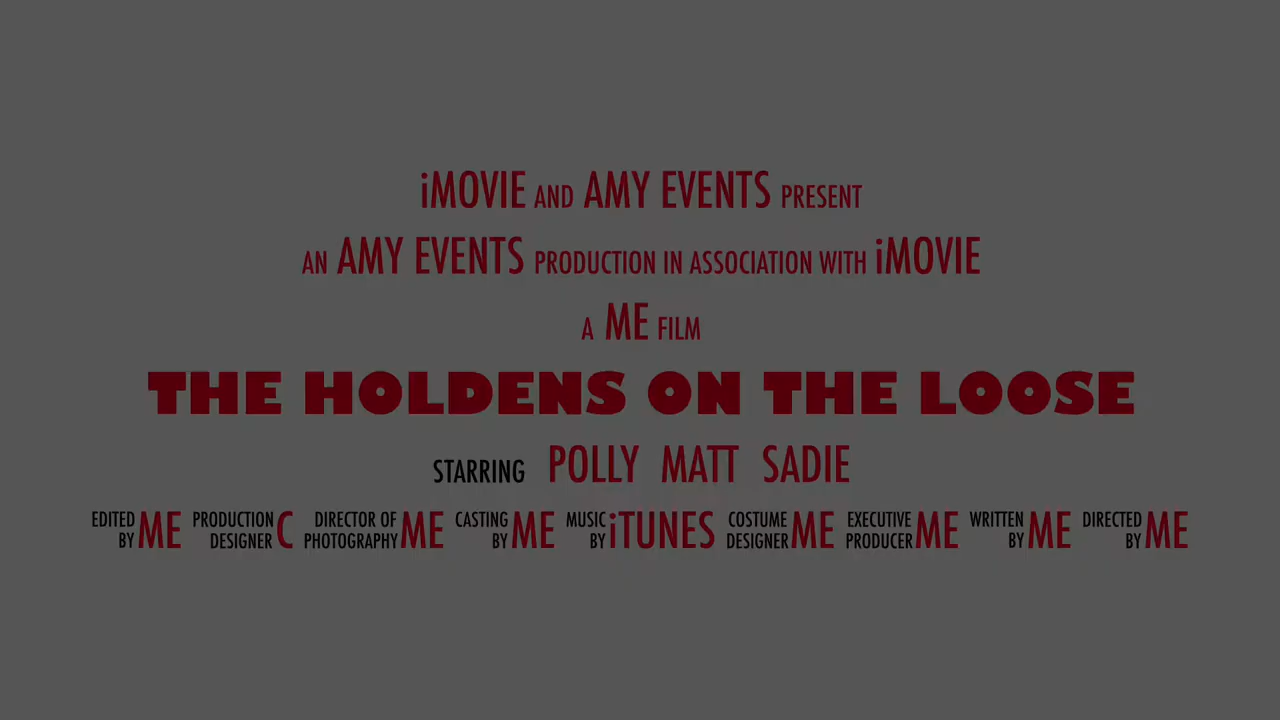 iMOVIE AND AMY EVENTS PRESENT
AN AMY EVENTS PRODUCTION IN ASSOCIATION WITH iMOVIE
A ME FILM
THE HOLDENS ON THE LOOSE
STARRING POLLY MATT SADIE
EDITED BY ME PRODUCTION DESIGNER C DIRECTOR OF PHOTOGRAPHY ME CASTING BY ME MUSIC BY iTUNES COSTUME DESIGNER ME EXECUTIVE PRODUCER ME WRITTEN BY ME DIRECTED BY ME